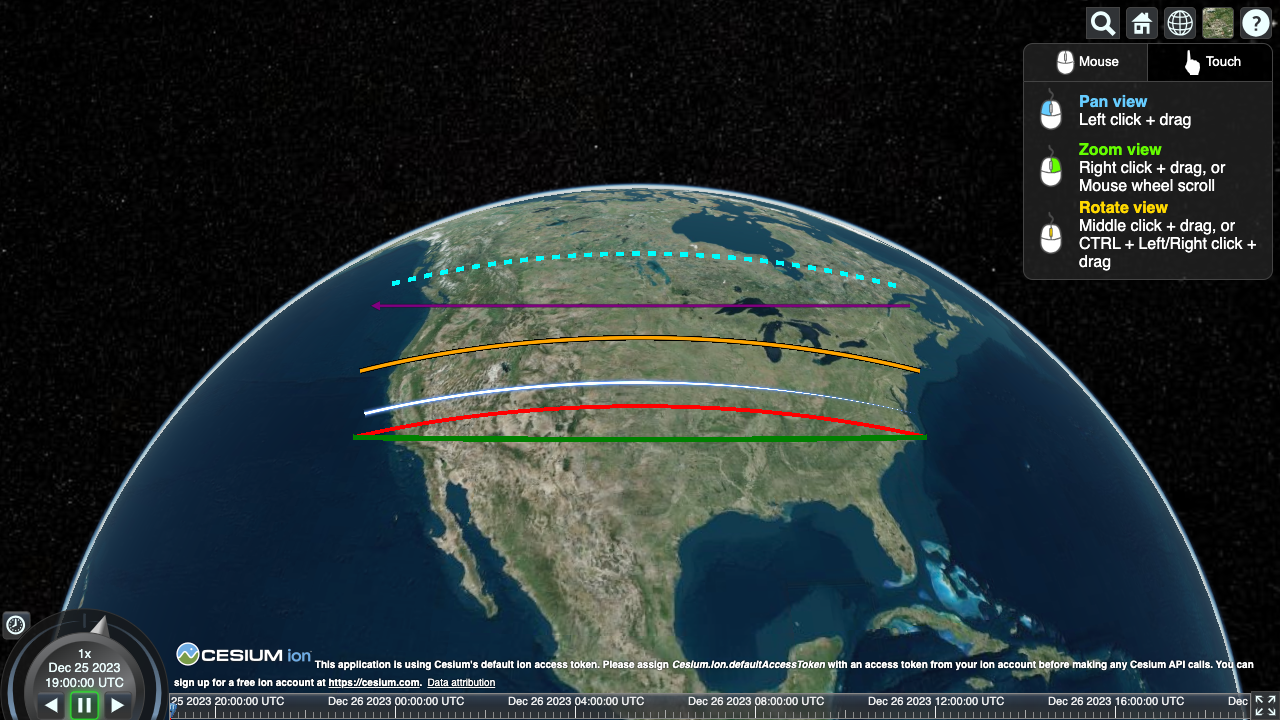 ?
Mouse
Touch
Pan view
Left click + drag
Zoom view
Right click + drag, or
Mouse wheel scroll
Rotate view
Middle click + drag, or
CTRL + Left/Right click +
drag
1x
Dec 25 2023
19:00:00 UTC
CESIUM ion
This application is using Cesium's default ion access token. Please assign Cesium.Ion.defaultAccessToken with an access token from your ion account before making any Cesium API calls. You can
sign up for a free ion account at https://cesium.com. Data attribution
25 2023 20:00:00 UTC Dec 26 2023 00:00:00 UTC Dec 26 2023 04:00:00 UTC Dec 26 2023 08:00:00 UTC Dec 26 2023 12:00:00 UTC Dec 26 2023 16:00:00 UTC Dec